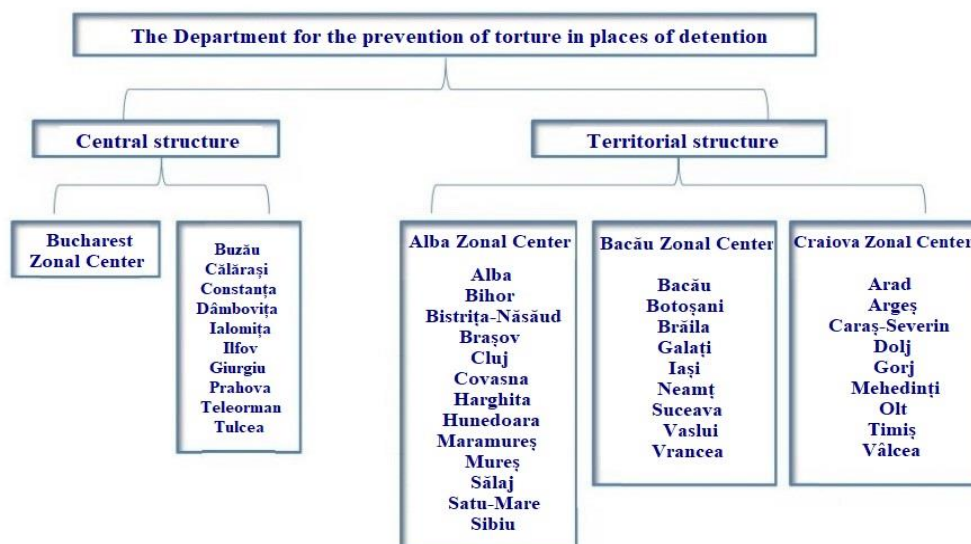 The Department for the prevention of torture in places of detention
Central structure
Territorial structure
Bucharest
Zonal Center
Buzău
Călărași
Constanța
Dâmbovița
Ialomița
Ilfov
Giurgiu
Prahova
Teleorman
Tulcea
Alba Zonal Center
Alba
Bihor
Bistrița-Năsăud
Brașov
Cluj
Covasna
Harghita
Hunedoara
Maramureș
Mureș
Sălaj
Satu-Mare
Sibiu
Bacău Zonal Center
Bacău
Botoșani
Brăila
Galați
Iași
Neamț
Suceava
Vaslui
Vrancea
Craiova Zonal Center
Arad
Argeș
Caraș-Severin
Dolj
Gorj
Mehedinți
Olt
Timiș
Vâlcea